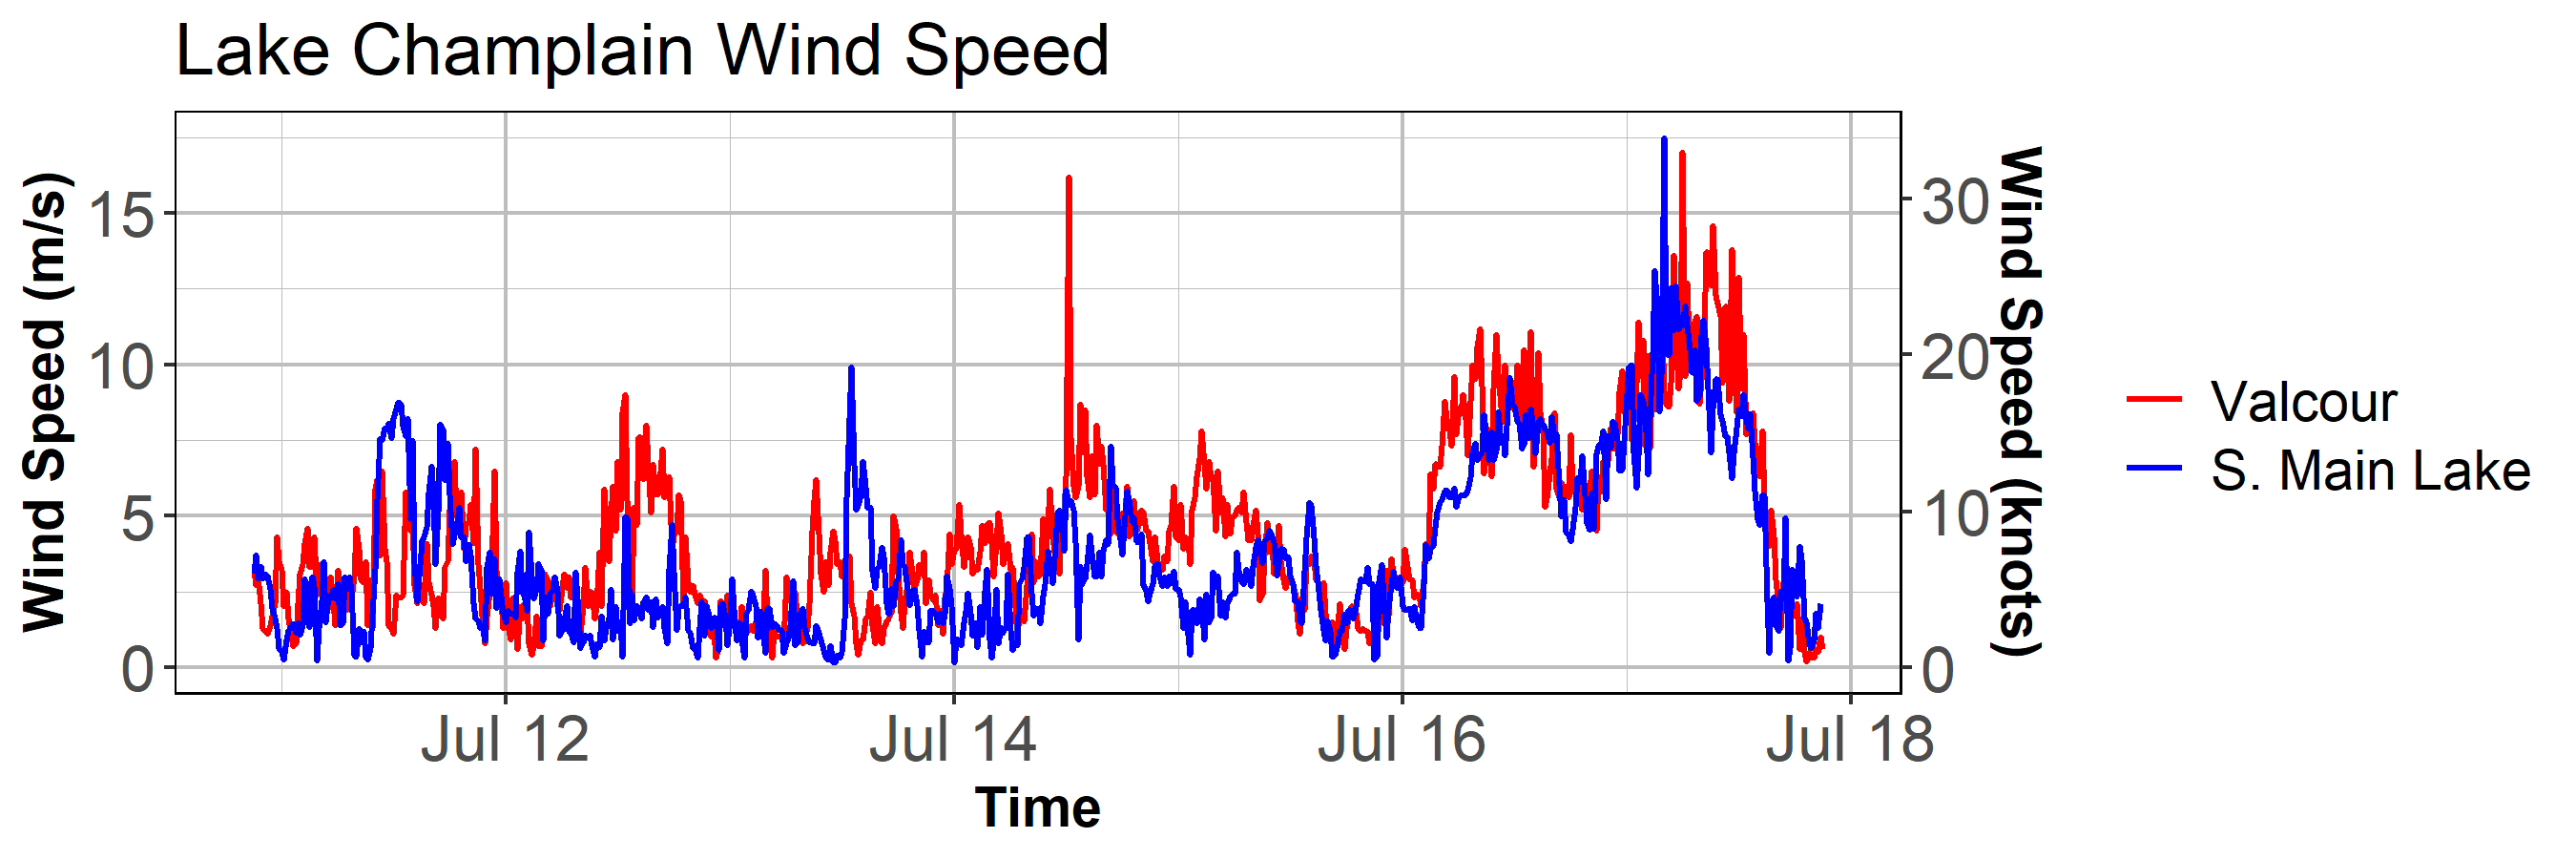 Lake Champlain Wind Speed
Wind Speed (m/s)
15
10
5
0
30
20
10
0
Wind Speed (knots)
Jul 12
Jul 14
Jul 16
Jul 18
Time
Valcour
S. Main Lake